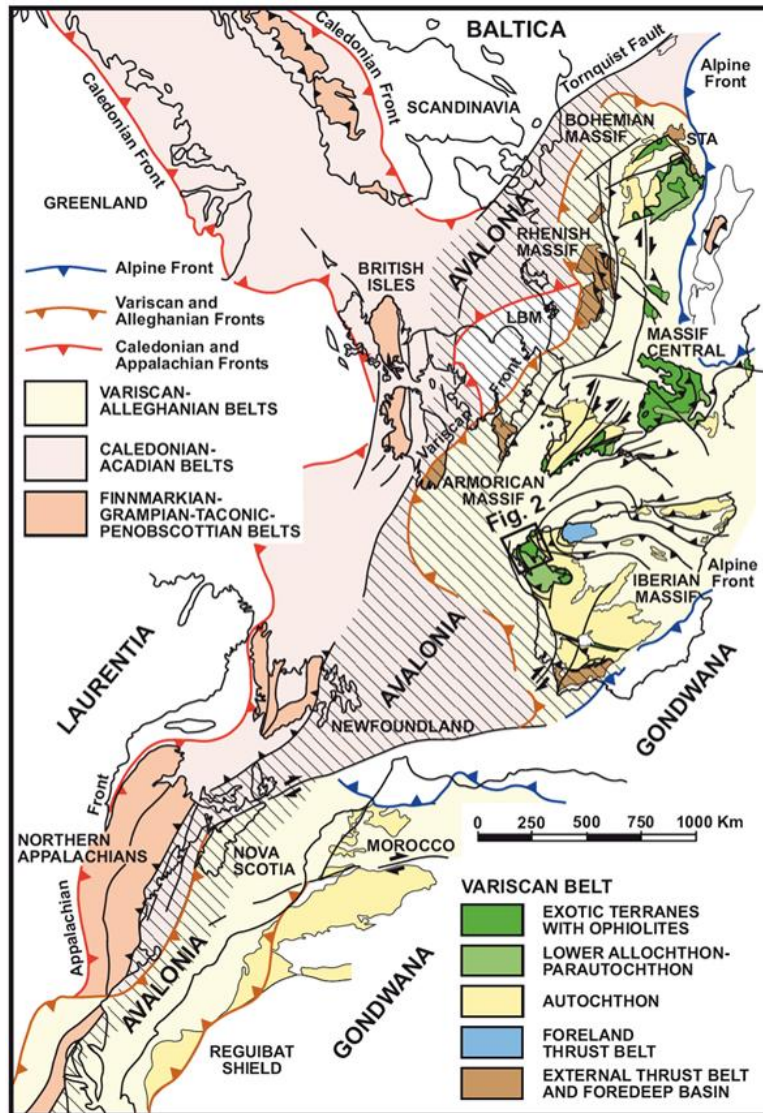 BALTICA
Caledonian Front
SCANDINAVIA
Tornquist Fault
Alpine
Front
Caledonian Front
BOHEMIAN
MASSIF
STA
GREENLAND
AVALONIA
RHENISH
MASSIF
BRITISH
ISLES
LBM
Alpine Front
Variscan and
Alleghanian Fronts
Caledonian and
Appalachian Fronts
VARISCAN-
ALLEGHANIAN BELTS
CALEDONIAN-
ACADIAN BELTS
FINNMARKIAN-
GRAMPIAN-TACONIC-
PENOBSCOTTIAN BELTS
MASSIF
CENTRAL
Variscan Front
ARMORICAN
MASSIF
Fig. 2
IBERIAN
MASSIF
Alpine
Front
LAURENTIA
AVALONIA
GONDWANA
NEWFOUNDLAND
Appalachian Front
NORTHERN
APPALACHIANS
NOVA
SCOTIA
MOROCCO
AVALONIA
GONDWANA
REGUIBAT
SHIELD
0 250 500 750 1000 Km
VARISCAN BELT
EXOTIC TERRANES
WITH OPHIOLITES
LOWER ALLOCHTHON-
PARAUTOCHTHON
AUTOCHTHON
FORELAND
THRUST BELT
EXTERNAL THRUST BELT
AND FOREDEEP BASIN